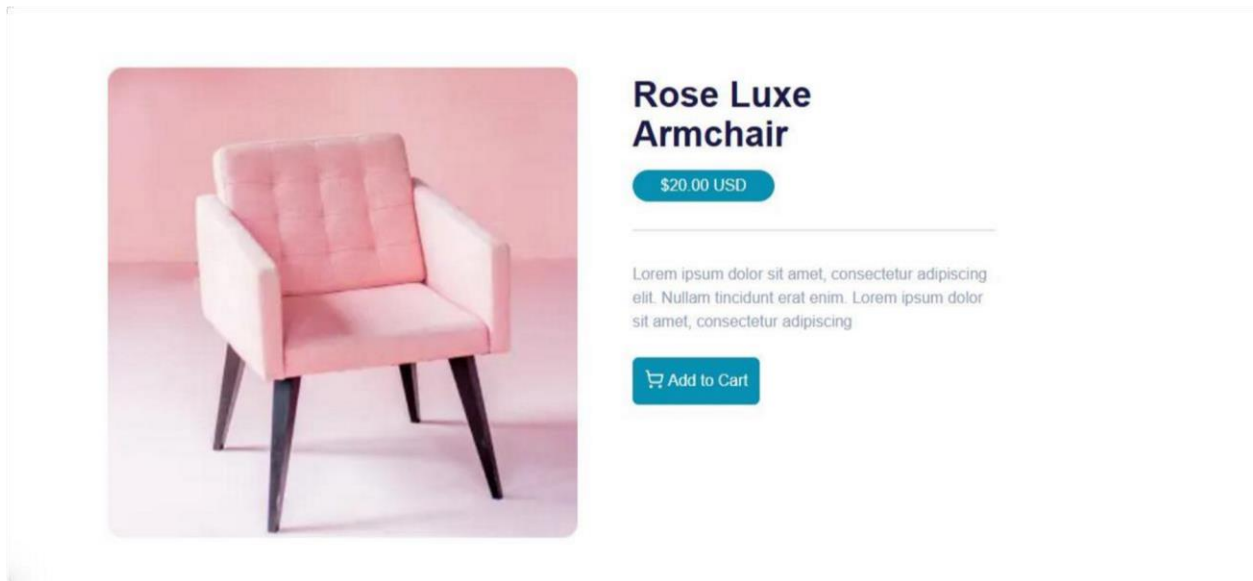 Rose Luxe
Armchair
$20.00 USD
Lorem ipsum dolor sit amet, consectetur adipiscing
elit. Nullam tincidunt erat enim. Lorem ipsum dolor
sit amet, consectetur adipiscing
Add to Cart